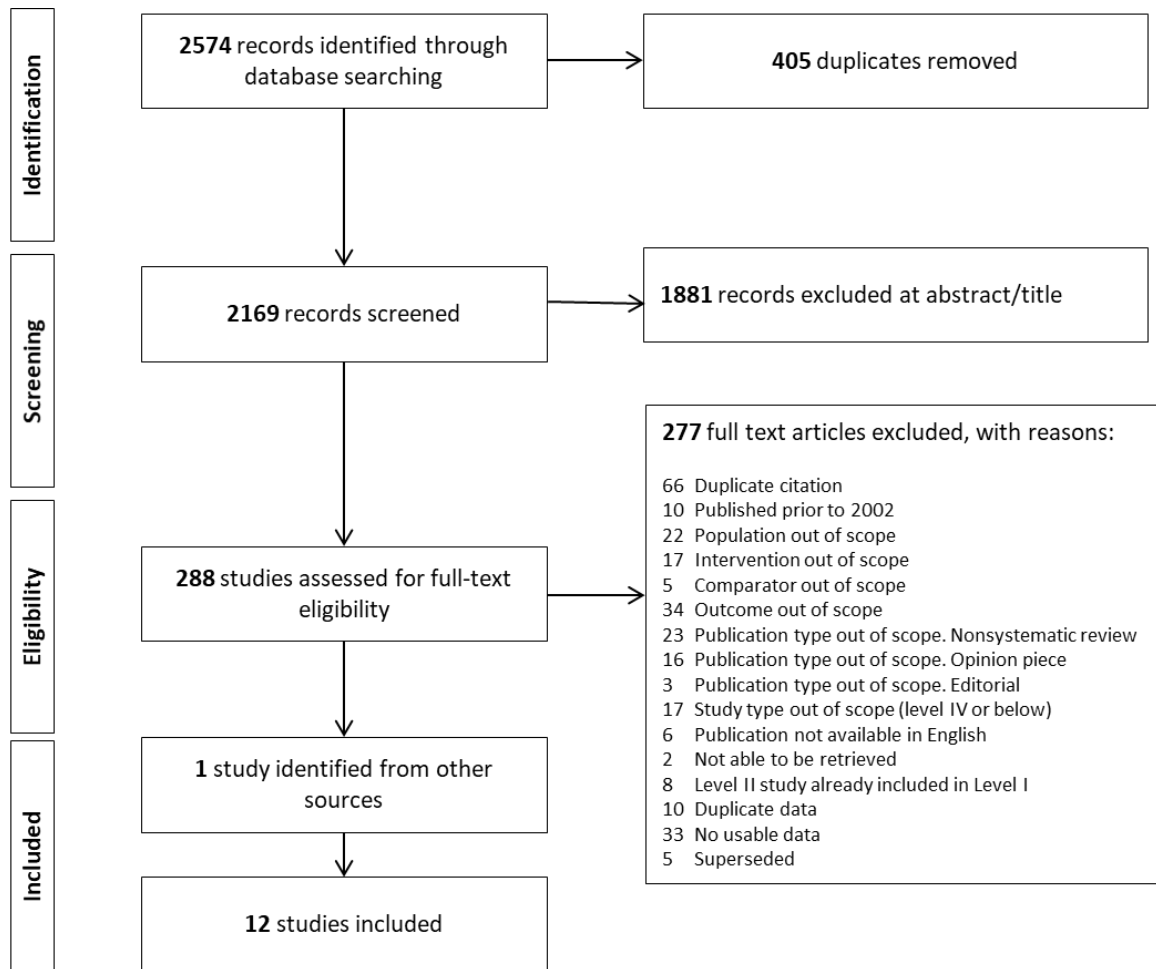 Identification
2574 records identified through
database searching
405 duplicates removed
Screening
2169 records screened
1881 records excluded at abstract/title
Eligibility
288 studies assessed for full-text
eligibility
277 full text articles excluded, with reasons:
66 Duplicate citation
10 Published prior to 2002
22 Population out of scope
17 Intervention out of scope
5 Comparator out of scope
34 Outcome out of scope
23 Publication type out of scope. Nonsystematic review
16 Publication type out of scope. Opinion piece
3 Publication type out of scope. Editorial
17 Study type out of scope (level IV or below)
6 Publication not available in English
2 Not able to be retrieved
8 Level II study already included in Level I
10 Duplicate data
33 No usable data
5 Superseded
Included
1 study identified from other
sources
12 studies included